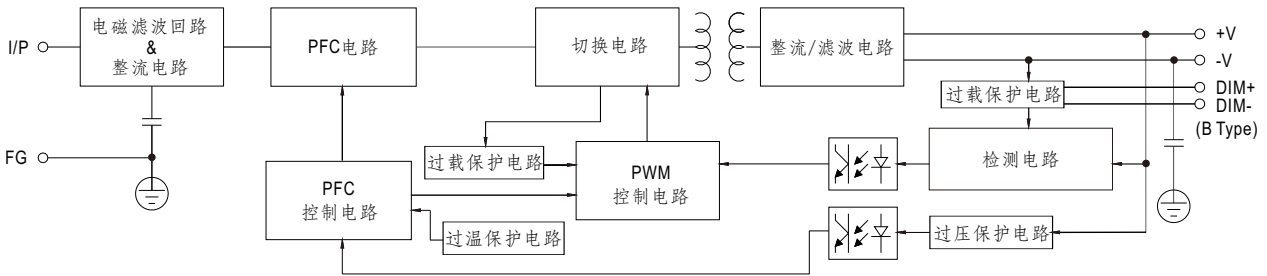 I/P
电磁滤波回路
&
整流电路
PFC电路
切换电路
整流/滤波电路
+V
-V
DIM+
DIM-
(B Type)
过载保护电路
FG
过载保护电路
检测电路
PFC
控制电路
PWM
控制电路
过温保护电路
过压保护电路